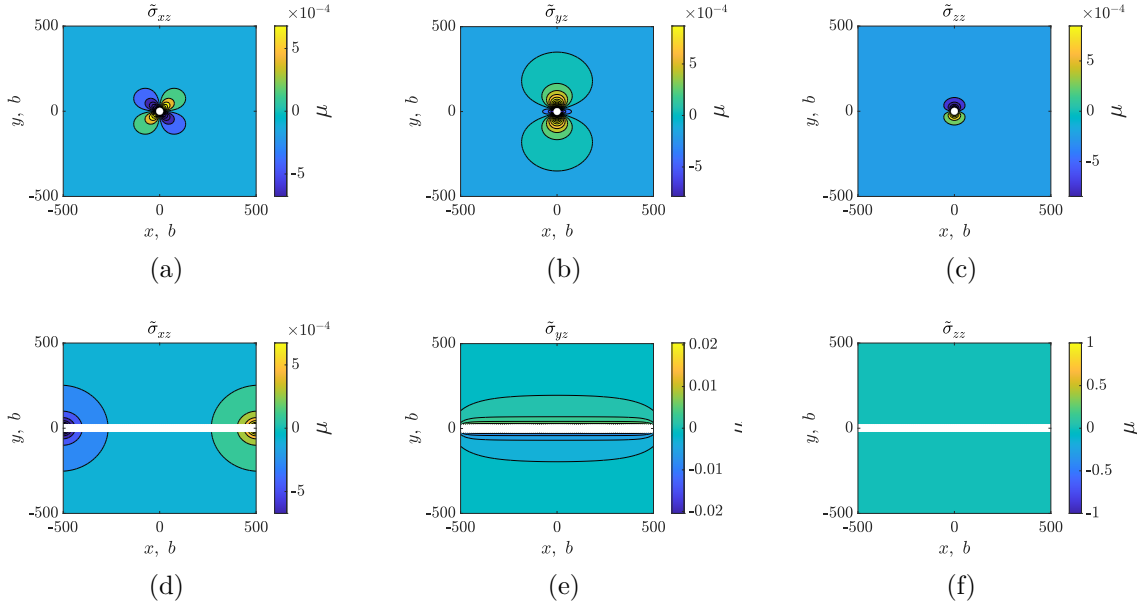 σ̃xz
×10⁻⁴
500
0
-500
y, b
-500 0 500
x, b
5
0
-5
μ
(a)
σ̃yz
×10⁻⁴
500
0
-500
y, b
-500 0 500
x, b
5
0
-5
μ
(b)
σ̃zz
×10⁻⁴
500
0
-500
y, b
-500 0 500
x, b
5
0
-5
μ
(c)
σ̃xz
×10⁻⁴
500
0
-500
y, b
-500 0 500
x, b
5
0
-5
μ
(d)
σ̃yz
500
0
-500
y, b
-500 0 500
x, b
0.02
0.01
0
-0.01
-0.02
(e)
σ̃zz
500
0
-500
y, b
-500 0 500
x, b
1
0.5
0
-0.5
-1
μ
(f)